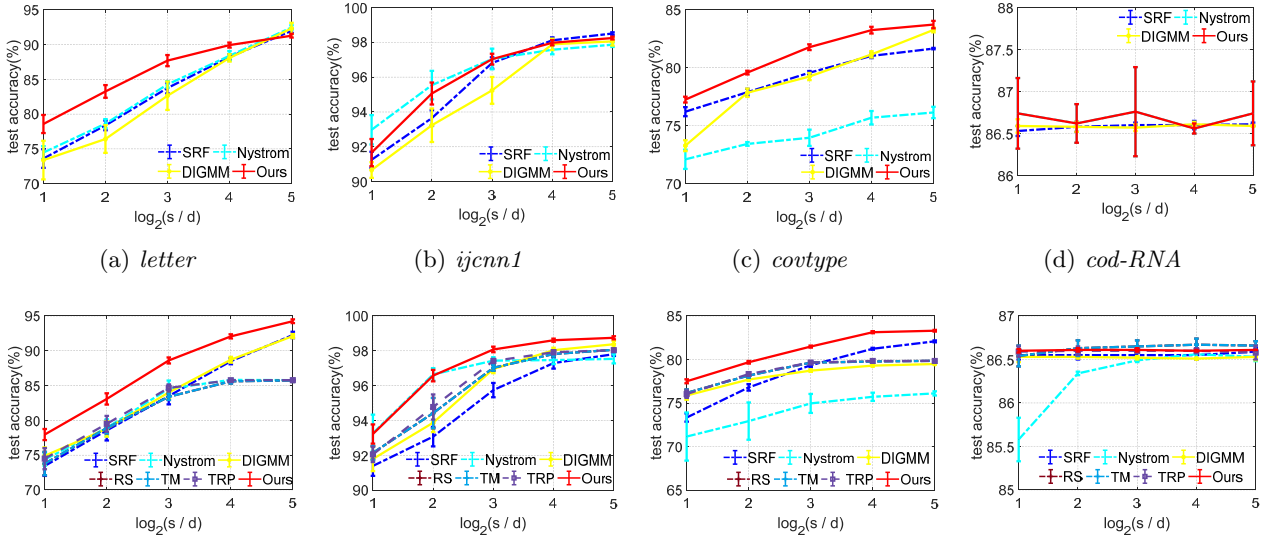 95
90
85
80
75
70
test accuracy(%)
1 2 3 4 5
log2(s / d)
SRF Nystrom
DIGMM Ours
(a) letter
100
98
96
94
92
90
test accuracy(%)
1 2 3 4 5
log2(s / d)
SRF Nystrom
DIGMM Ours
(b) ijcnn1
85
80
75
70
test accuracy(%)
1 2 3 4 5
log2(s / d)
SRF Nystrom
DIGMM Ours
(c) covtype
88
87.5
87
86.5
86
test accuracy(%)
1 2 3 4 5
log2(s / d)
SRF Nystrom
DIGMM Ours
(d) cod-RNA
95
90
85
80
75
70
test accuracy(%)
1 2 3 4 5
log2(s / d)
SRF Nystrom DIGMM
RS TM TRP Ours
100
98
96
94
92
90
test accuracy(%)
1 2 3 4 5
log2(s / d)
SRF Nystrom DIGMM
RS TM TRP Ours
85
80
75
70
65
test accuracy(%)
1 2 3 4 5
log2(s / d)
SRF Nystrom DIGMM
RS TM TRP Ours
87
86.5
86
85.5
85
test accuracy(%)
1 2 3 4 5
log2(s / d)
SRF Nystrom DIGMM
RS TM TRP Ours